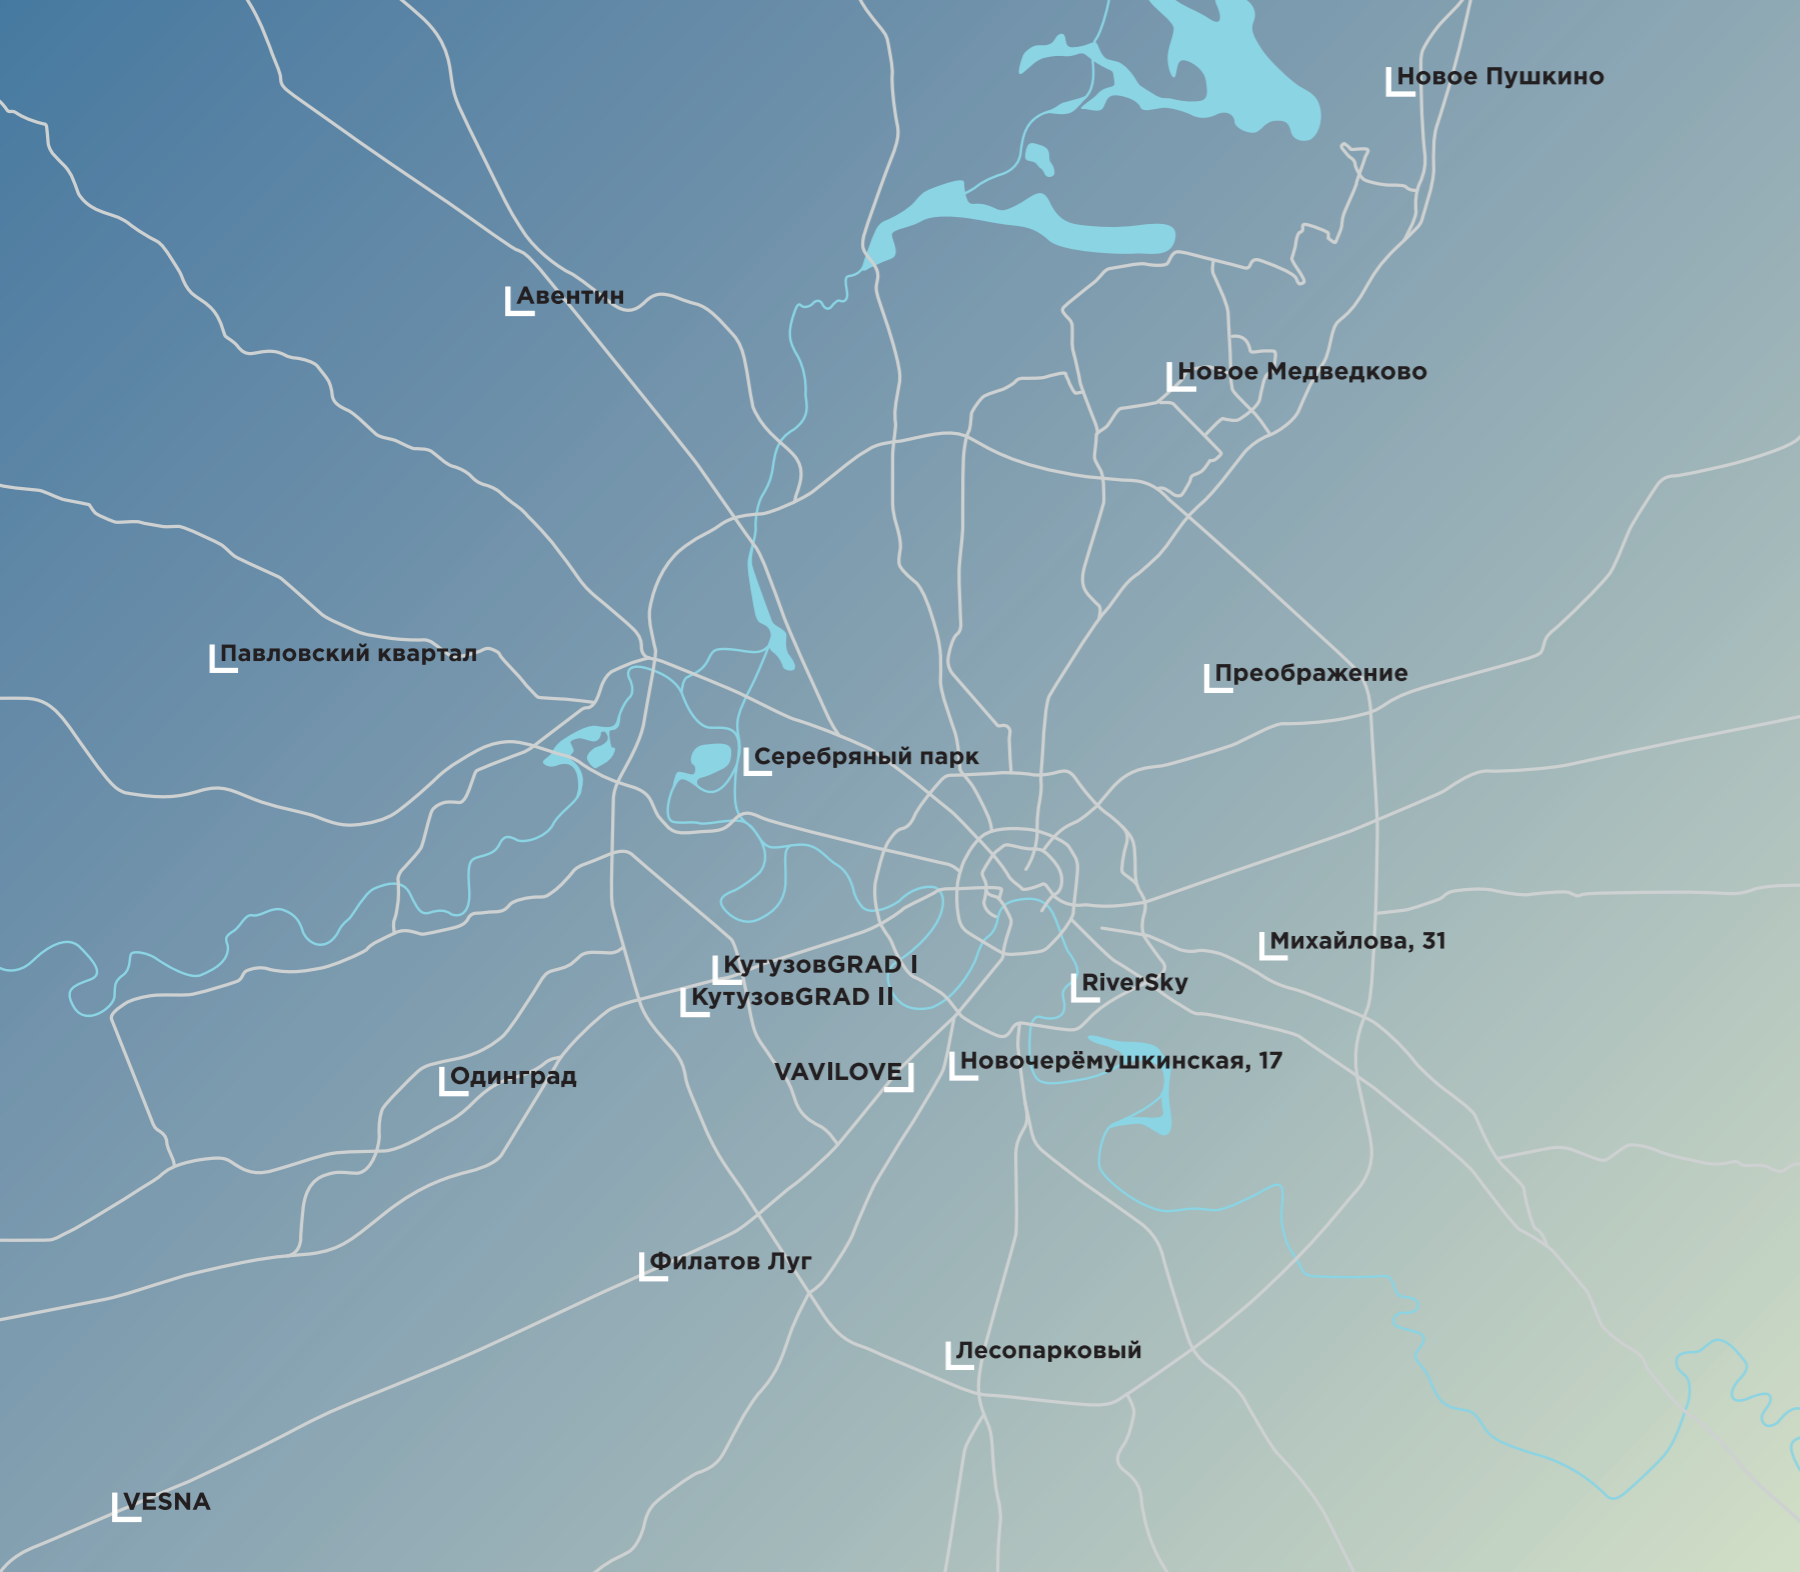 Новое Пушкино
Авентин
Новое Медведково
Павловский квартал
Преображение
Серебряный парк
Михайлова, 31
КутузовGRAD I
RiverSky
КутузовGRAD II
Новочерёмушкинская, 17
VAVILOVE
Одинград
Филатов Луг
Лесопарковый
VESNA